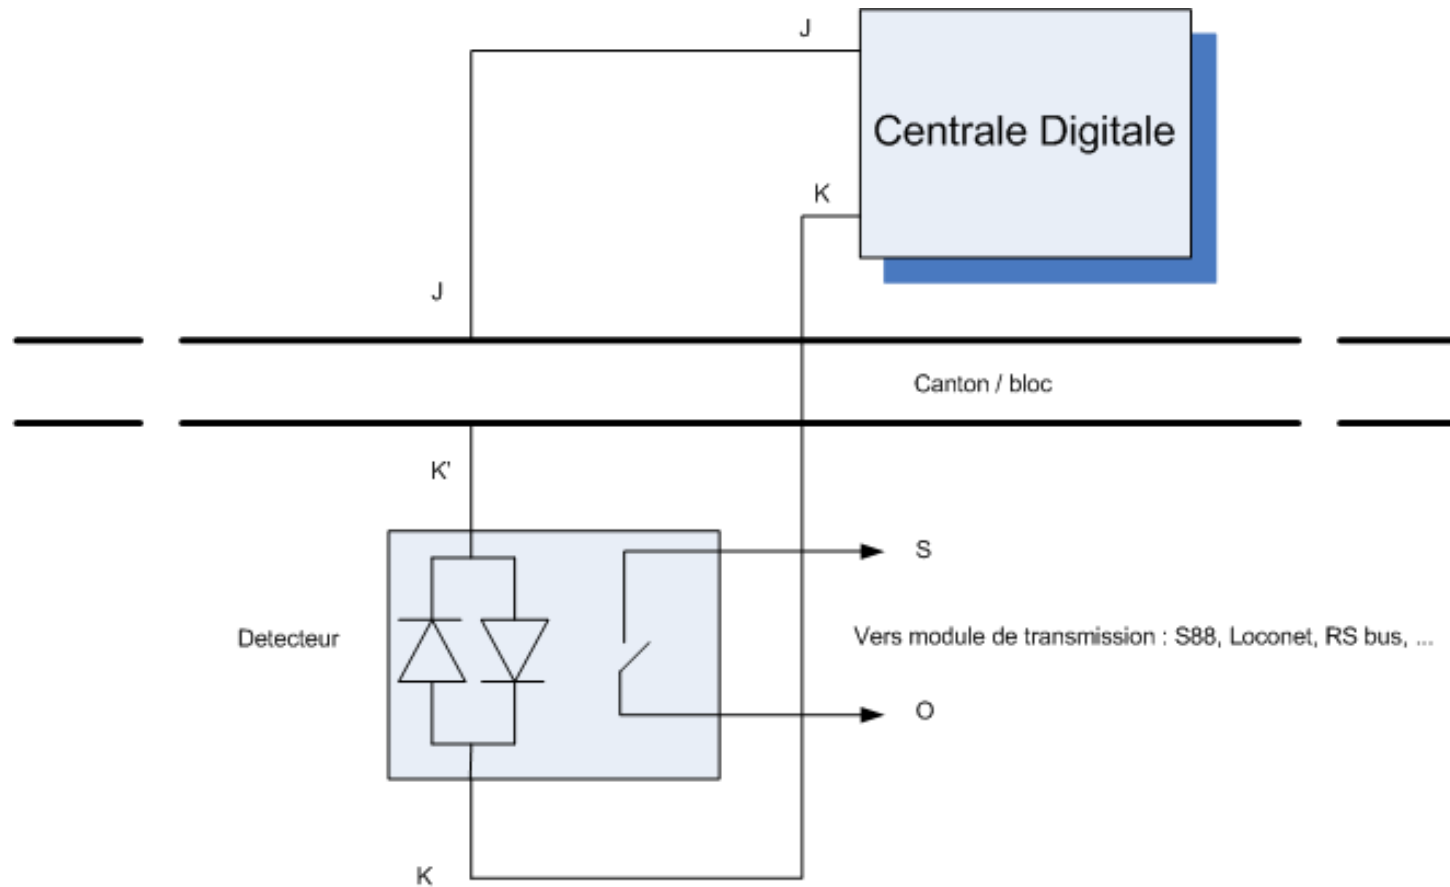 J
Centrale Digitale
K
J
Canton / bloc
K'
S
Detecteur
Vers module de transmission : S88, Loconet, RS bus, ...
O
K